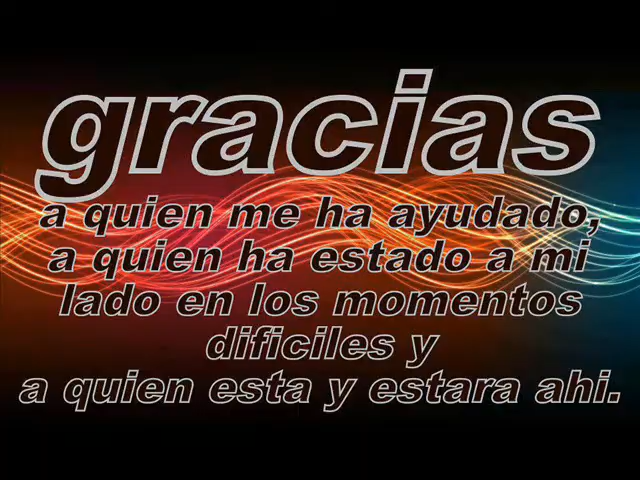 gracias
a quien me ha ayudado,
a quien ha estado a mi
lado en los momentos
dificiles y
a quien esta y estara ahi.